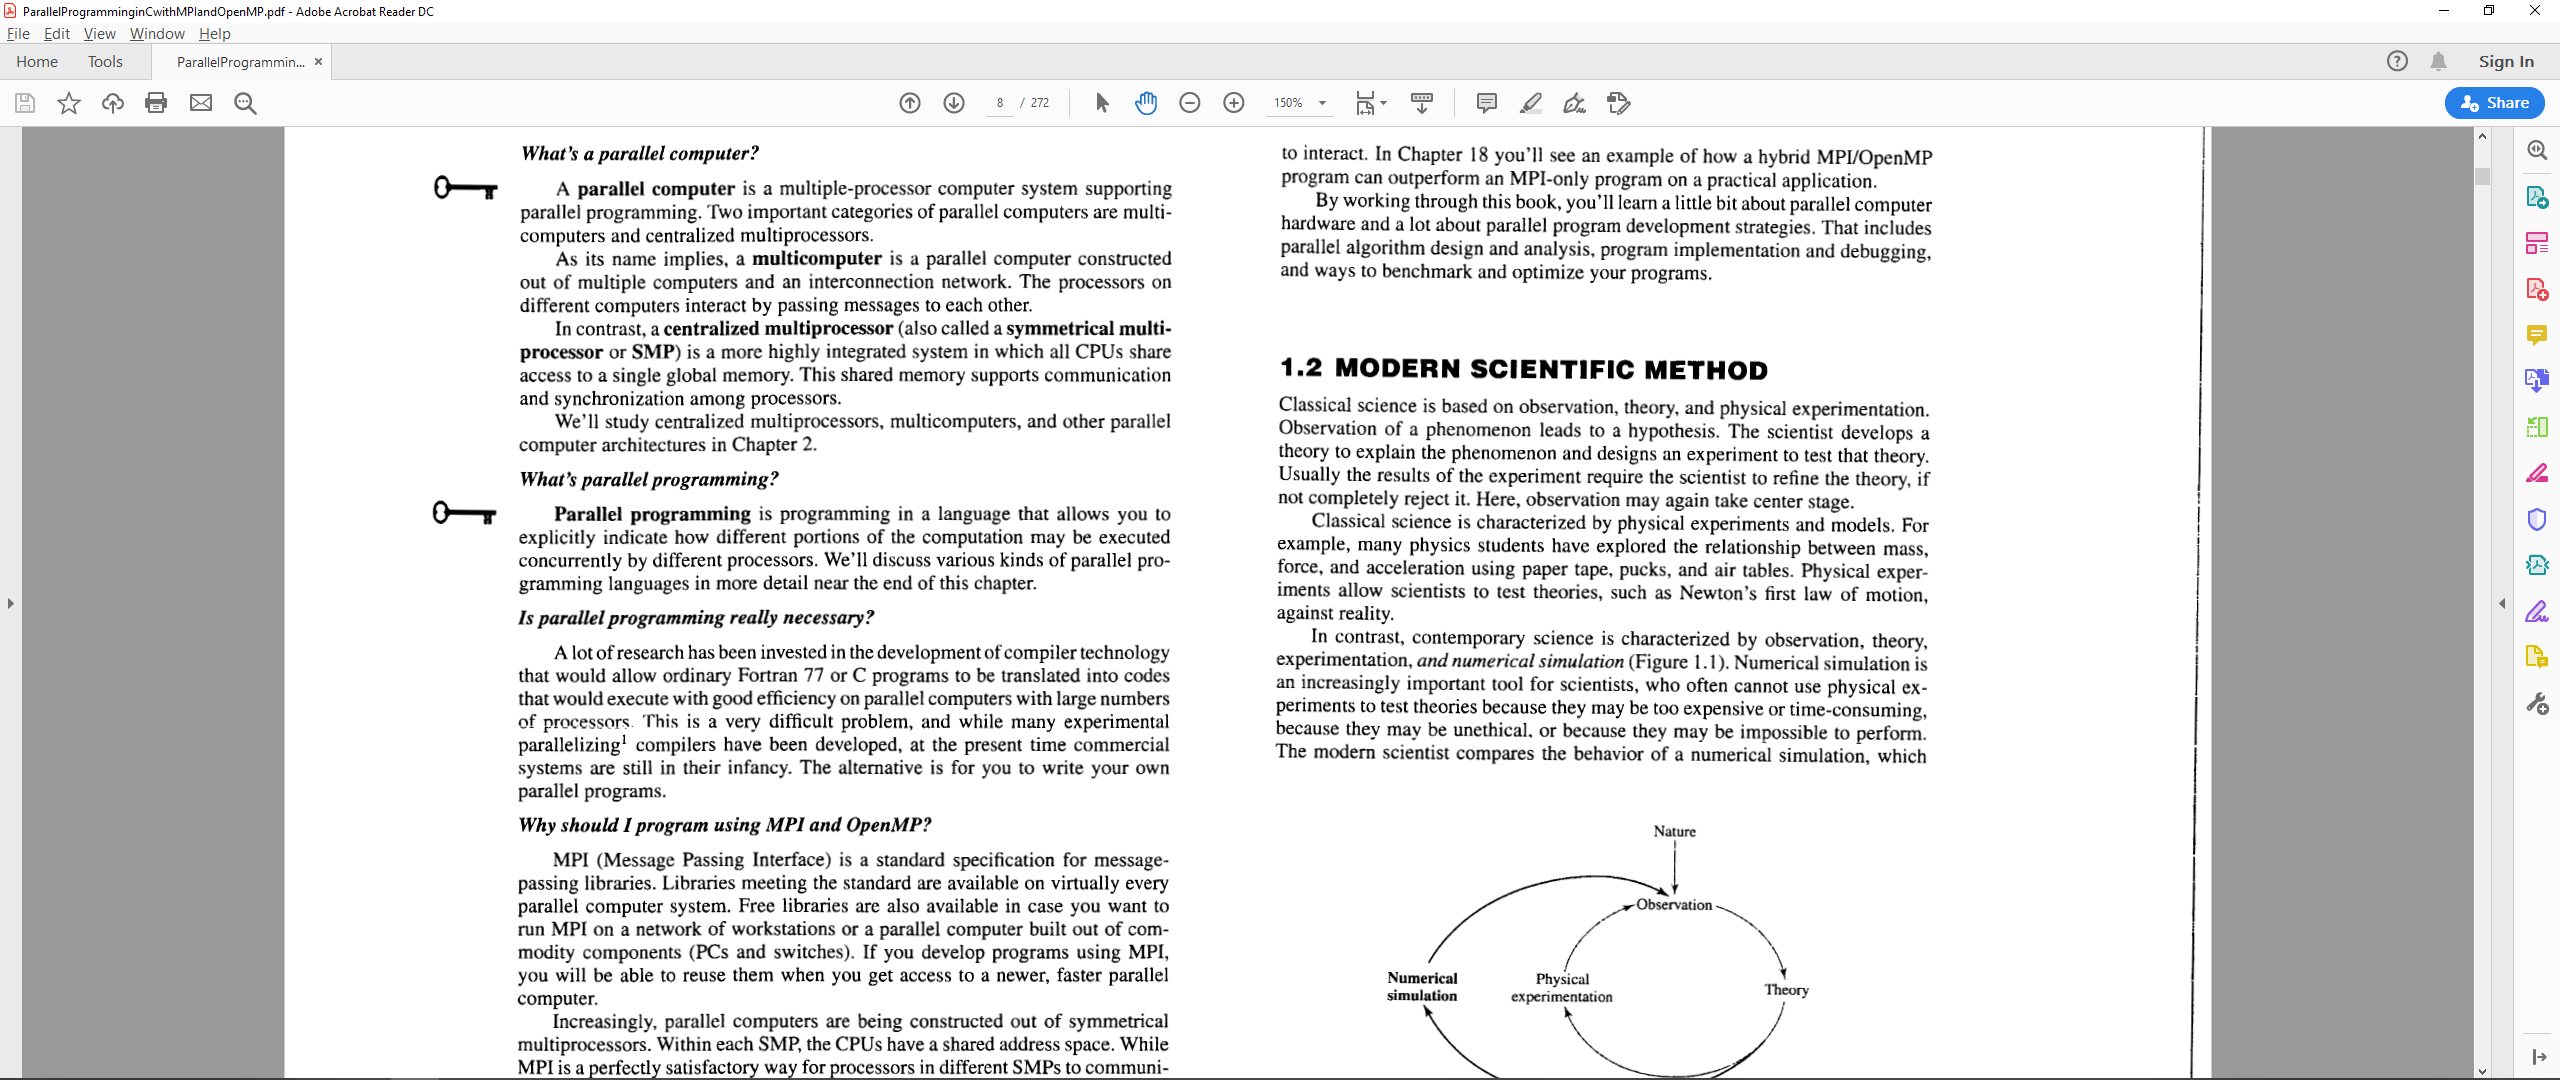 ParallelProgramminginCwithMPIandOpenMP.pdf - Adobe Acrobat Reader DC
File Edit View Window Help
Home Tools ParallelProgrammin... × Sign In
8 / 272 150% Share
What's a parallel computer?
A parallel computer is a multiple-processor computer system supporting
parallel programming. Two important categories of parallel computers are multi-
computers and centralized multiprocessors.
As its name implies, a multicomputer is a parallel computer constructed
out of multiple computers and an interconnection network. The processors on
different computers interact by passing messages to each other.
In contrast, a centralized multiprocessor (also called a symmetrical multi-
processor or SMP) is a more highly integrated system in which all CPUs share
access to a single global memory. This shared memory supports communication
and synchronization among processors.
We'll study centralized multiprocessors, multicomputers, and other parallel
computer architectures in Chapter 2.
What's parallel programming?
Parallel programming is programming in a language that allows you to
explicitly indicate how different portions of the computation may be executed
concurrently by different processors. We'll discuss various kinds of parallel pro-
gramming languages in more detail near the end of this chapter.
Is parallel programming really necessary?
A lot of research has been invested in the development of compiler technology
that would allow ordinary Fortran 77 or C programs to be translated into codes
that would execute with good efficiency on parallel computers with large numbers
of processors. This is a very difficult problem, and while many experimental
parallelizing¹ compilers have been developed, at the present time commercial
systems are still in their infancy. The alternative is for you to write your own
parallel programs.
Why should I program using MPI and OpenMP?
MPI (Message Passing Interface) is a standard specification for message-
passing libraries. Libraries meeting the standard are available on virtually every
parallel computer system. Free libraries are also available in case you want to
run MPI on a network of workstations or a parallel computer built out of com-
modity components (PCs and switches). If you develop programs using MPI,
you will be able to reuse them when you get access to a newer, faster parallel
computer.
Increasingly, parallel computers are being constructed out of symmetrical
multiprocessors. Within each SMP, the CPUs have a shared address space. While
MPI is a perfectly satisfactory way for processors in different SMPs to communi-
to interact. In Chapter 18 you'll see an example of how a hybrid MPI/OpenMP
program can outperform an MPI-only program on a practical application.
By working through this book, you'll learn a little bit about parallel computer
hardware and a lot about parallel program development strategies. That includes
parallel algorithm design and analysis, program implementation and debugging,
and ways to benchmark and optimize your programs.
1.2 MODERN SCIENTIFIC METHOD
Classical science is based on observation, theory, and physical experimentation.
Observation of a phenomenon leads to a hypothesis. The scientist develops a
theory to explain the phenomenon and designs an experiment to test that theory.
Usually the results of the experiment require the scientist to refine the theory, if
not completely reject it. Here, observation may again take center stage.
Classical science is characterized by physical experiments and models. For
example, many physics students have explored the relationship between mass,
force, and acceleration using paper tape, pucks, and air tables. Physical exper-
iments allow scientists to test theories, such as Newton's first law of motion,
against reality.
In contrast, contemporary science is characterized by observation, theory,
experimentation, and numerical simulation (Figure 1.1). Numerical simulation is
an increasingly important tool for scientists, who often cannot use physical ex-
periments to test theories because they may be too expensive or time-consuming,
because they may be unethical, or because they may be impossible to perform.
The modern scientist compares the behavior of a numerical simulation, which
Nature
Observation
Numerical
simulation
Physical
experimentation
Theory